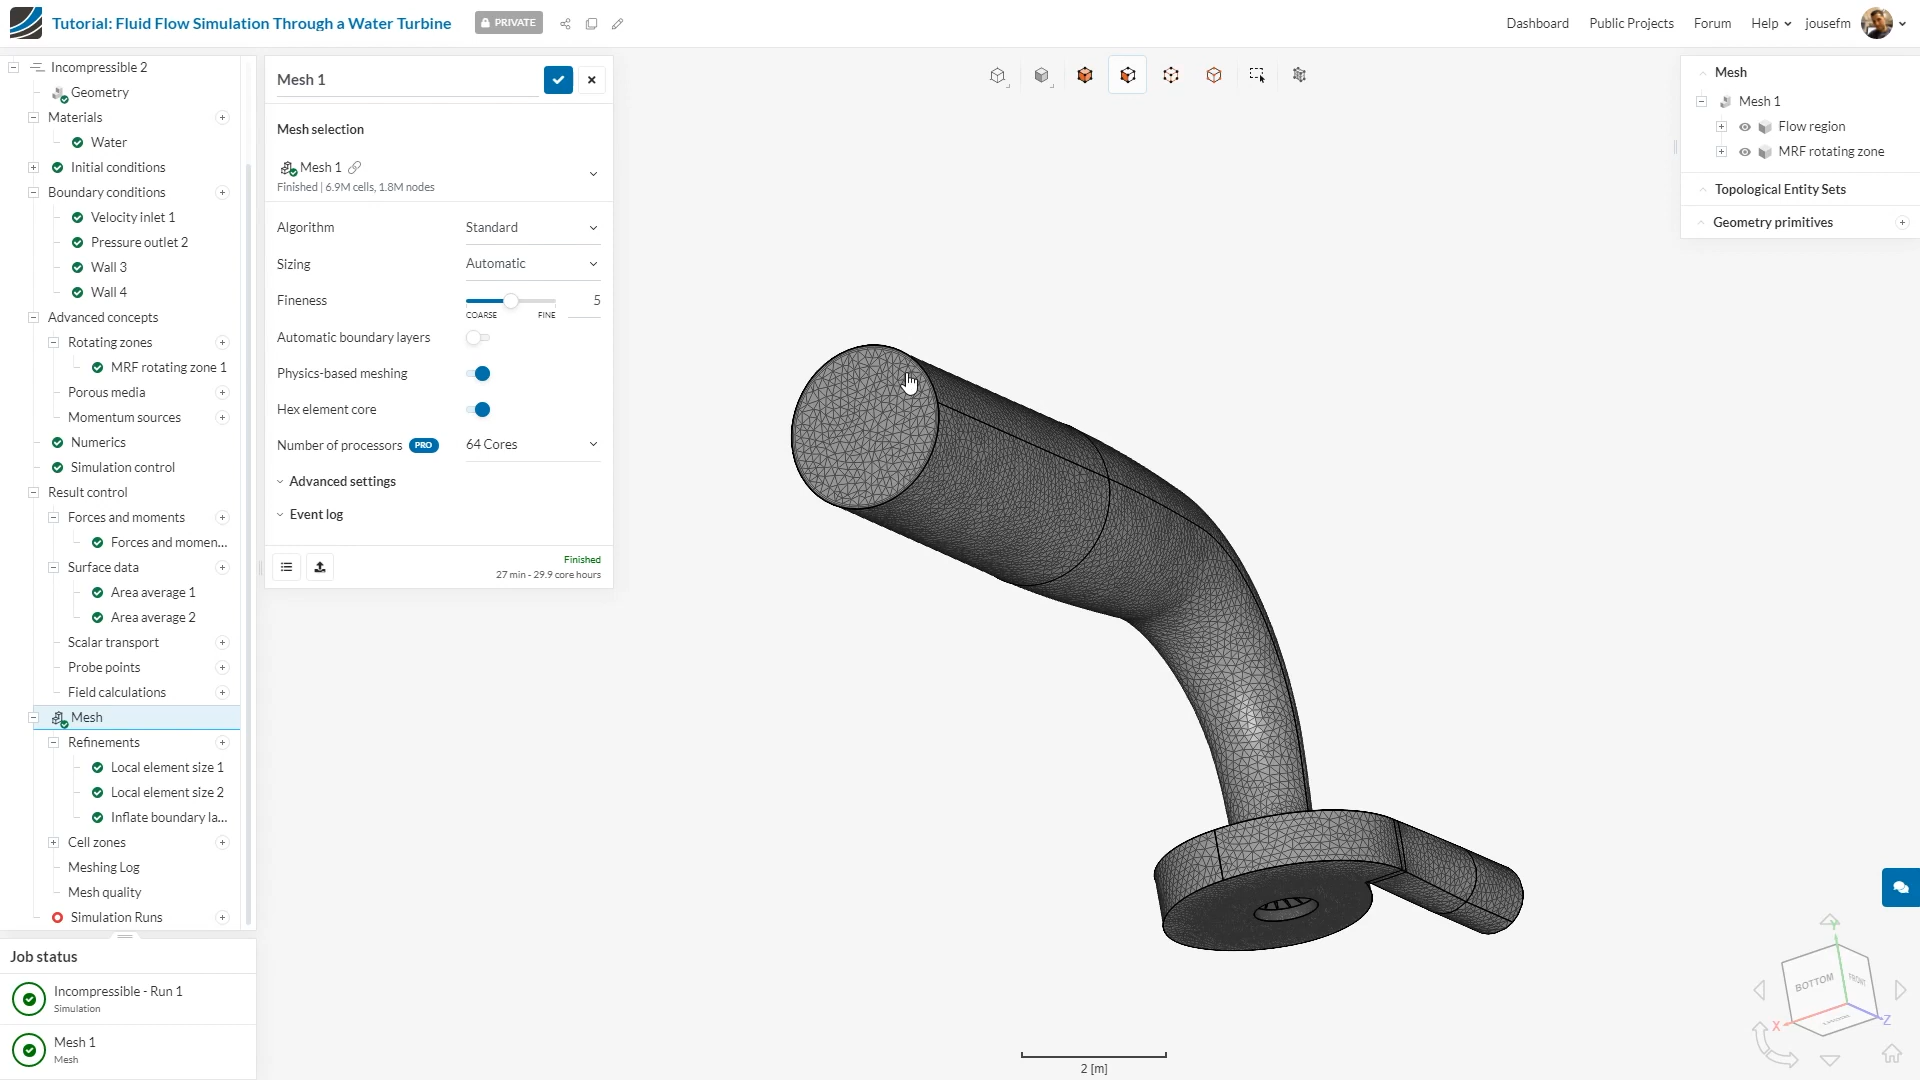 Tutorial: Fluid Flow Simulation Through a Water Turbine
PRIVATE
Dashboard
Public Projects
Forum
Help
jousefm
Incompressible 2
Geometry
Materials
Water
Initial conditions
Boundary conditions
Velocity inlet 1
Pressure outlet 2
Wall 3
Wall 4
Advanced concepts
Rotating zones
MRF rotating zone 1
Porous media
Momentum sources
Numerics
Simulation control
Result control
Forces and moments
Forces and momen...
Surface data
Area average 1
Area average 2
Scalar transport
Probe points
Field calculations
Mesh
Refinements
Local element size 1
Local element size 2
Inflate boundary la...
Cell zones
Meshing Log
Mesh quality
Simulation Runs
Job status
Incompressible - Run 1
Simulation
Mesh 1
Mesh
Mesh 1
Mesh selection
Mesh 1
Finished | 6.9M cells, 1.8M nodes
Algorithm
Standard
Sizing
Automatic
Fineness
5
COARSE
FINE
Automatic boundary layers
Physics-based meshing
Hex element core
Number of processors PRO
64 Cores
Advanced settings
Event log
Finished
27 min - 29.9 core hours
Mesh
Mesh 1
Flow region
MRF rotating zone
Topological Entity Sets
Geometry primitives
2 [m]
Y
BOTTOM
FRONT
X
Z